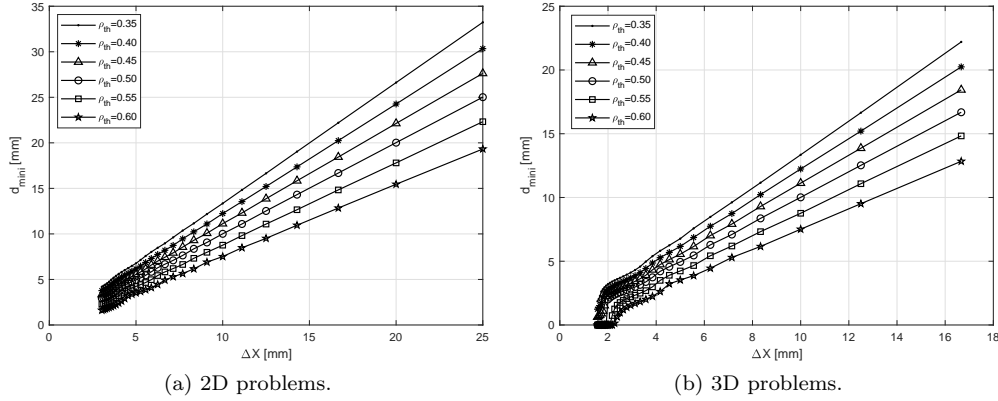 35
30
25
20
15
10
5
0
d_mini [mm]
ρ_th=0.35
ρ_th=0.40
ρ_th=0.45
ρ_th=0.50
ρ_th=0.55
ρ_th=0.60
0 5 10 15 20 25
ΔX [mm]
(a) 2D problems.
25
20
15
10
5
0
d_mini [mm]
ρ_th=0.35
ρ_th=0.40
ρ_th=0.45
ρ_th=0.50
ρ_th=0.55
ρ_th=0.60
0 2 4 6 8 10 12 14 16 18
ΔX [mm]
(b) 3D problems.